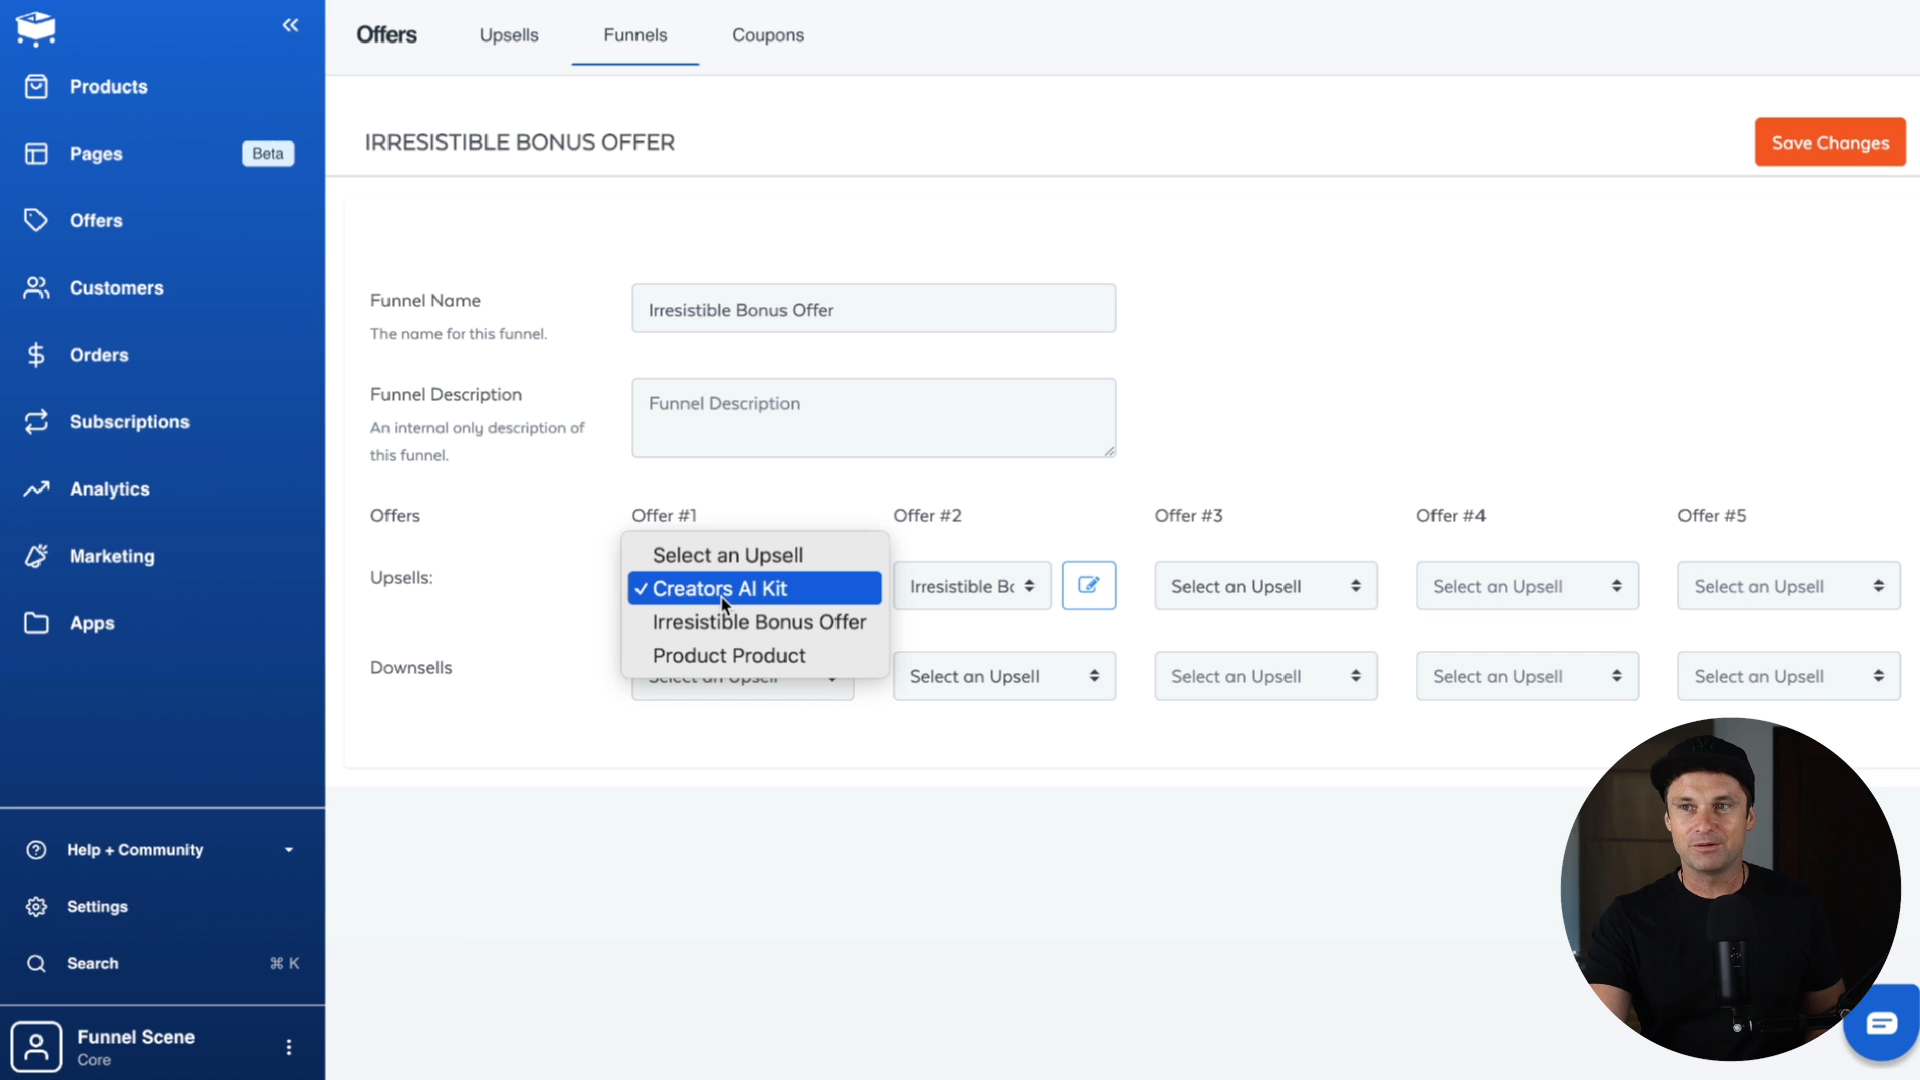 Offers
Upsells
Funnels
Coupons
Products
Pages
Beta
Offers
Customers
Orders
Subscriptions
Analytics
Marketing
Apps
Help + Community
Settings
Search
⌘ K
Funnel Scene
Core
IRRESISTIBLE BONUS OFFER
Save Changes
Funnel Name
The name for this funnel.
Irresistible Bonus Offer
Funnel Description
An internal only description of
this funnel.
Funnel Description
Offers
Offer #1
Offer #2
Offer #3
Offer #4
Offer #5
Upsells:
Select an Upsell
✓ Creators AI Kit
Irresistible Bonus Offer
Product Product
Irresistible Bo
Select an Upsell
Select an Upsell
Select an Upsell
Downsells
Select an Upsell
Select an Upsell
Select an Upsell
Select an Upsell
Select an Upsell